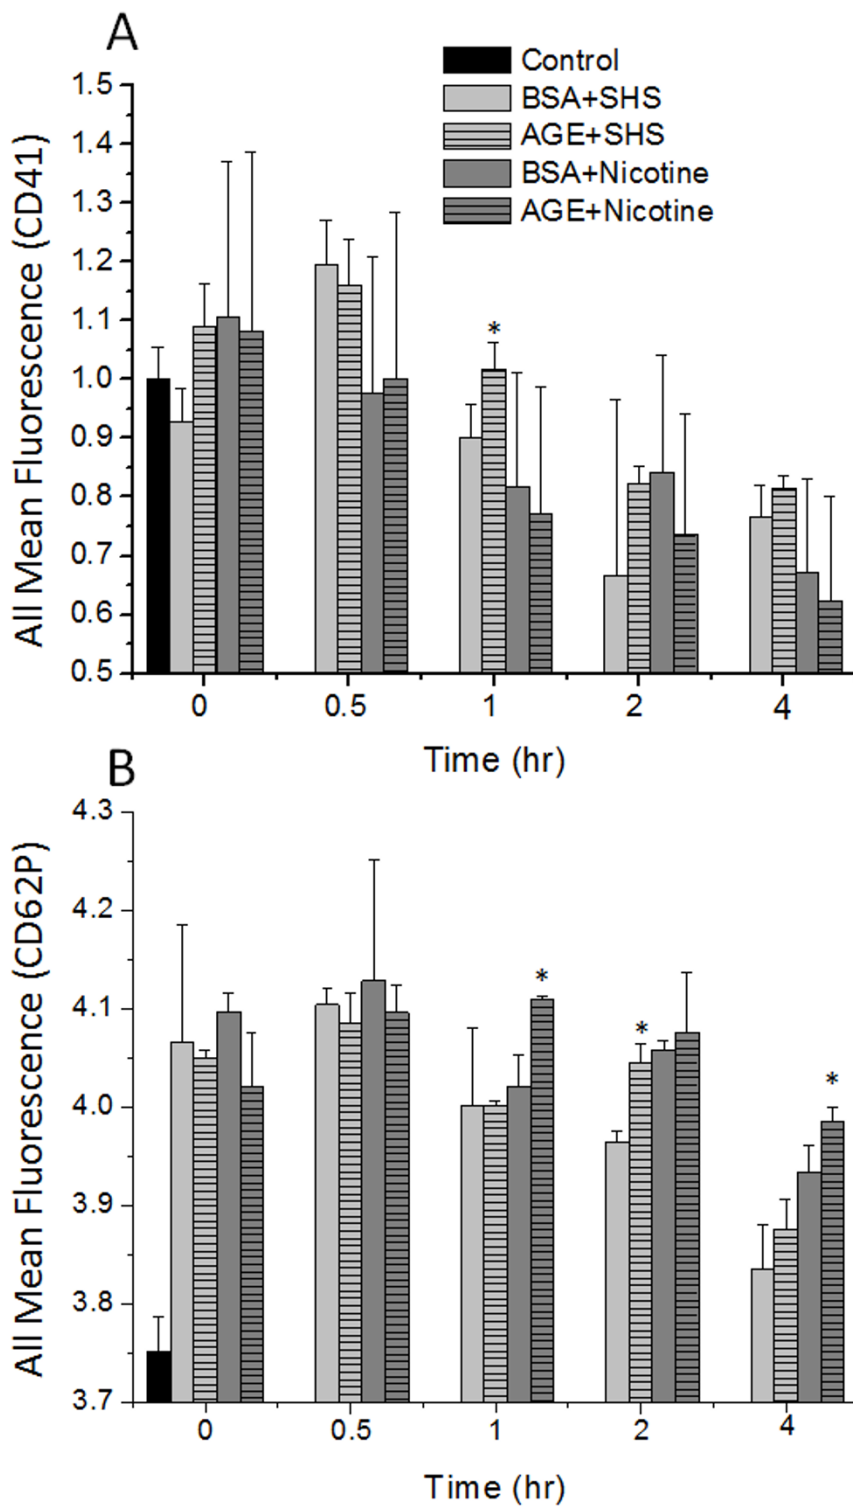 A
Control
BSA+SHS
AGE+SHS
BSA+Nicotine
AGE+Nicotine
All Mean Fluorescence (CD41)
1.5
1.4
1.3
1.2
1.1
1.0
0.9
0.8
0.7
0.6
0.5
*
0 0.5 1 2 4
Time (hr)
B
All Mean Fluorescence (CD62P)
4.3
4.2
4.1
4.0
3.9
3.8
3.7
* * *
0 0.5 1 2 4
Time (hr)